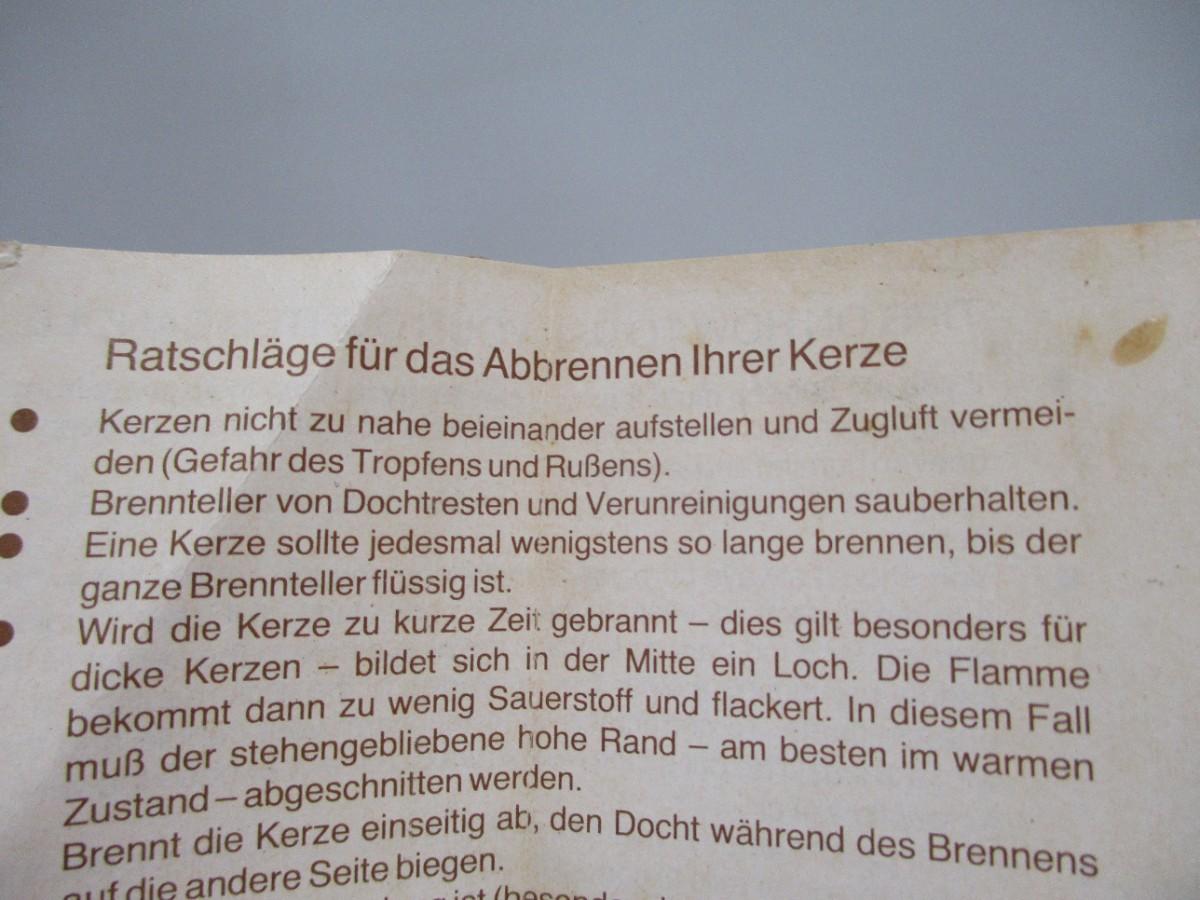 Ratschläge für das Abbrennen Ihrer Kerze
● Kerzen nicht zu nahe beieinander aufstellen und Zugluft vermei-
den (Gefahr des Tropfens und Rußens).
● Brennteller von Dochtresten und Verunreinigungen sauberhalten.
● Eine Kerze sollte jedesmal wenigstens so lange brennen, bis der
ganze Brennteller flüssig ist.
● Wird die Kerze zu kurze Zeit gebrannt – dies gilt besonders für
dicke Kerzen – bildet sich in der Mitte ein Loch. Die Flamme
bekommt dann zu wenig Sauerstoff und flackert. In diesem Fall
muß der stehengebliebene hohe Rand – am besten im warmen
Zustand – abgeschnitten werden.
Brennt die Kerze einseitig ab, den Docht während des Brennens
auf die andere Seite biegen.
ist